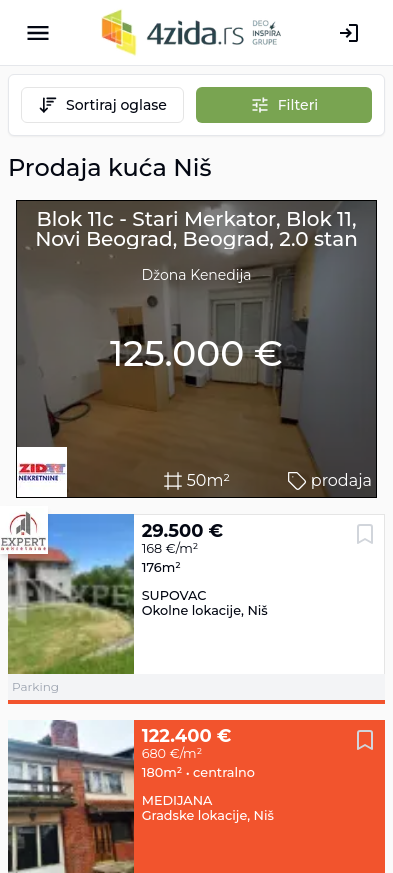 4zida.rs
DEO
INSPIRA
GRUPE
Sortiraj oglase
Filteri
Prodaja kuća Niš
Blok 11c - Stari Merkator, Blok 11,
Novi Beograd, Beograd, 2.0 stan
Džona Kenedija
125.000 €
NEKRETNINE
50m²
prodaja
EXPERT
29.500 €
168 €/m²
176m²
SUPOVAC
Okolne lokacije, Niš
Parking
122.400 €
680 €/m²
180m² • centralno
MEDIJANA
Gradske lokacije, Niš